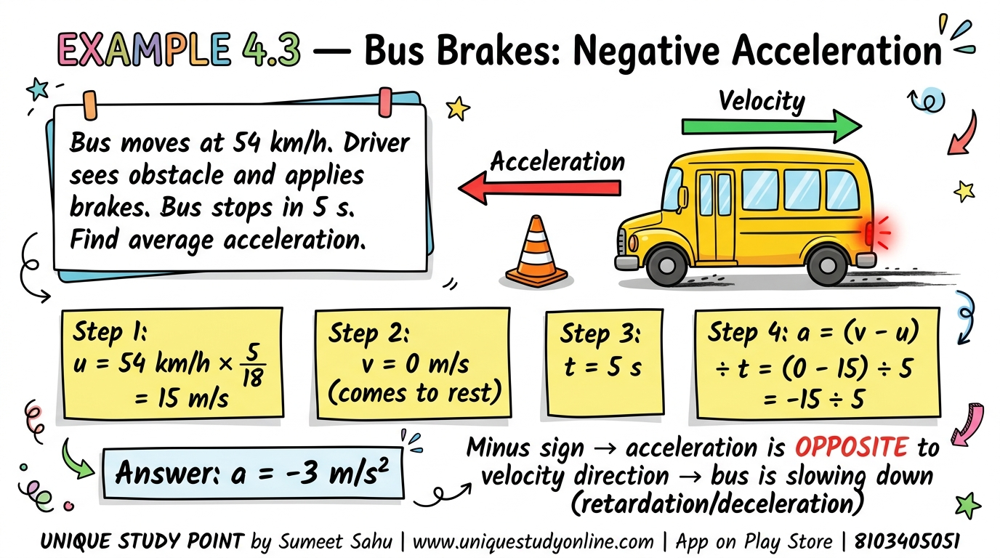 EXAMPLE 4.3 — Bus Brakes: Negative Acceleration
Bus moves at 54 km/h. Driver
sees obstacle and applies
brakes. Bus stops in 5 s.
Find average acceleration.
Velocity
Acceleration
Step 1:
u = 54 km/h × 5/18
= 15 m/s
Step 2:
v = 0 m/s
(comes to rest)
Step 3:
t = 5 s
Step 4: a = (v - u)
÷ t = (0 - 15) ÷ 5
= -15 ÷ 5
Answer: a = -3 m/s²
Minus sign → acceleration is OPPOSITE to
velocity direction → bus is slowing down
(retardation/deceleration)
UNIQUE STUDY POINT by Sumeet Sahu | www.uniquestudyonline.com | App on Play Store | 8103405051